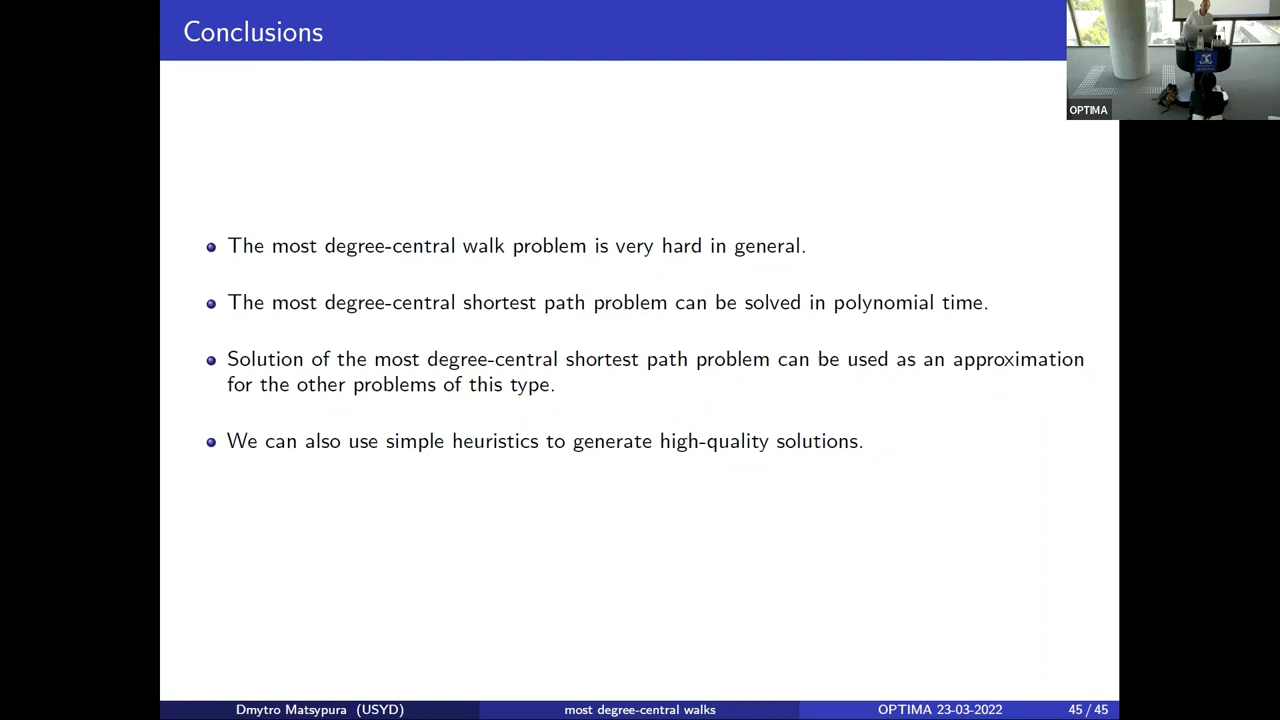 Conclusions
OPTIMA
The most degree-central walk problem is very hard in general.
The most degree-central shortest path problem can be solved in polynomial time.
Solution of the most degree-central shortest path problem can be used as an approximation
for the other problems of this type.
We can also use simple heuristics to generate high-quality solutions.
Dmytro Matsypura (USYD)
most degree-central walks
OPTIMA 23-03-2022
45 / 45